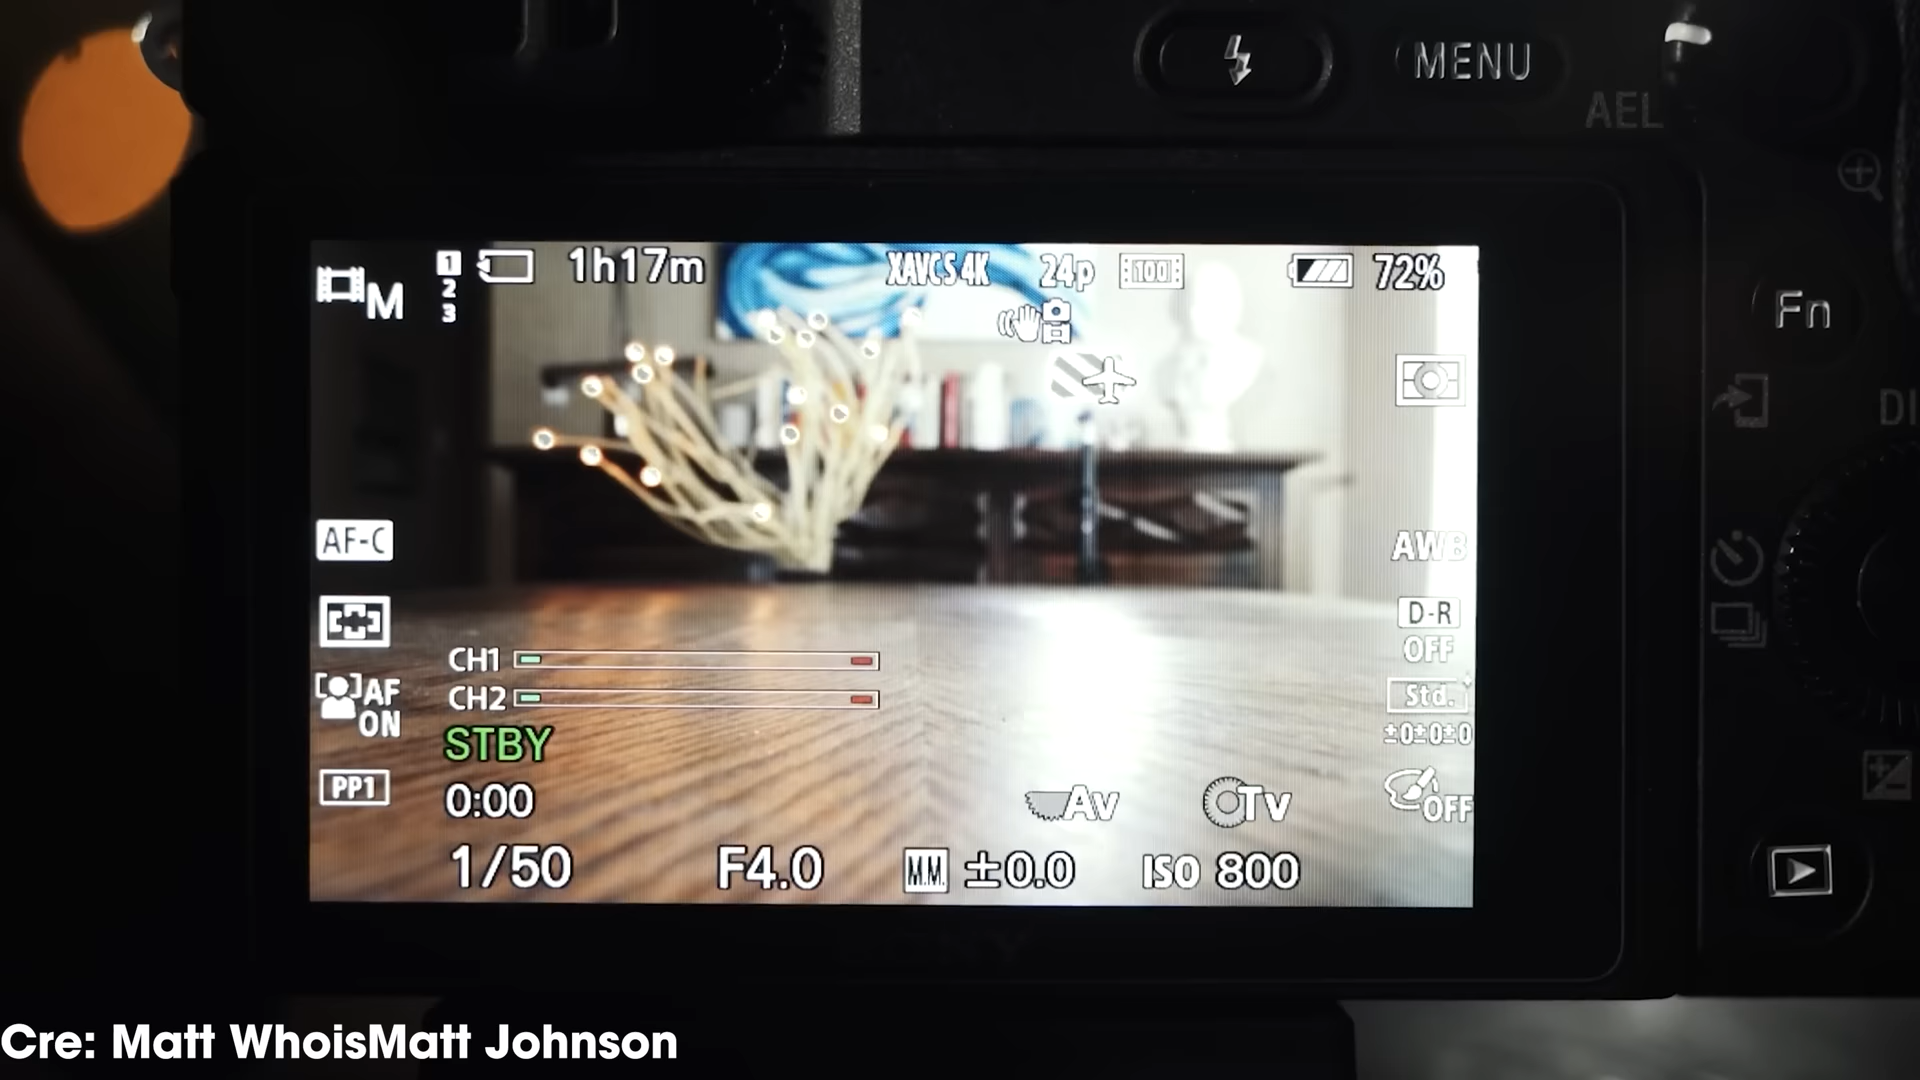 MENU
AEL
1h17m XAVC S 4K 24p 100 72%
M 1
2
3
Fn
DI
AF-C
AWB
D-R
OFF
CH1
CH2
AF
ON
Std.
±0±0±0
STBY
PP1
0:00
Av Tv OFF
1/50 F4.0 M.M. ±0.0 ISO 800
Cre: Matt WhoisMatt Johnson